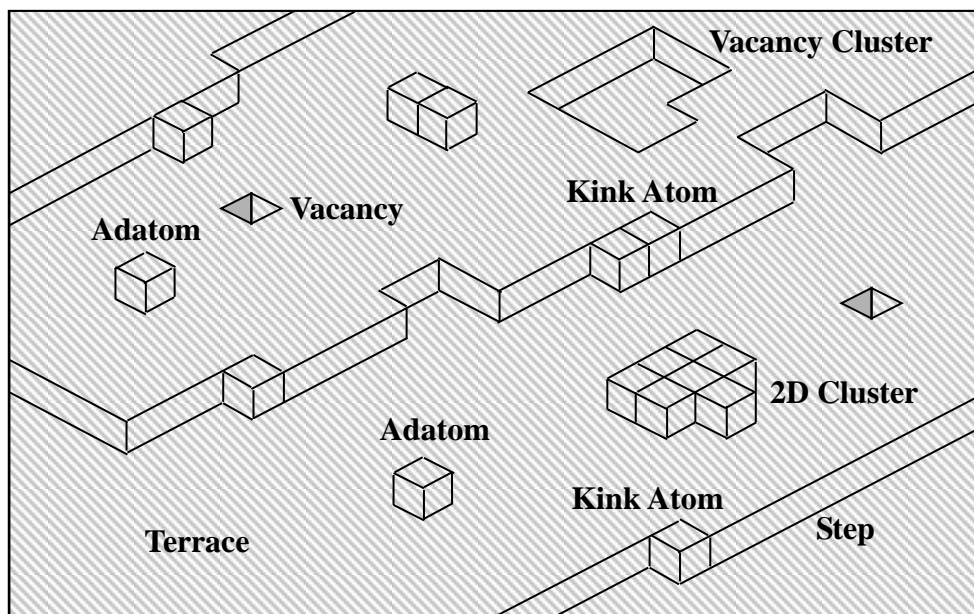 Vacancy Cluster
Kink Atom
Vacancy
Adatom
2D Cluster
Adatom
Kink Atom
Step
Terrace